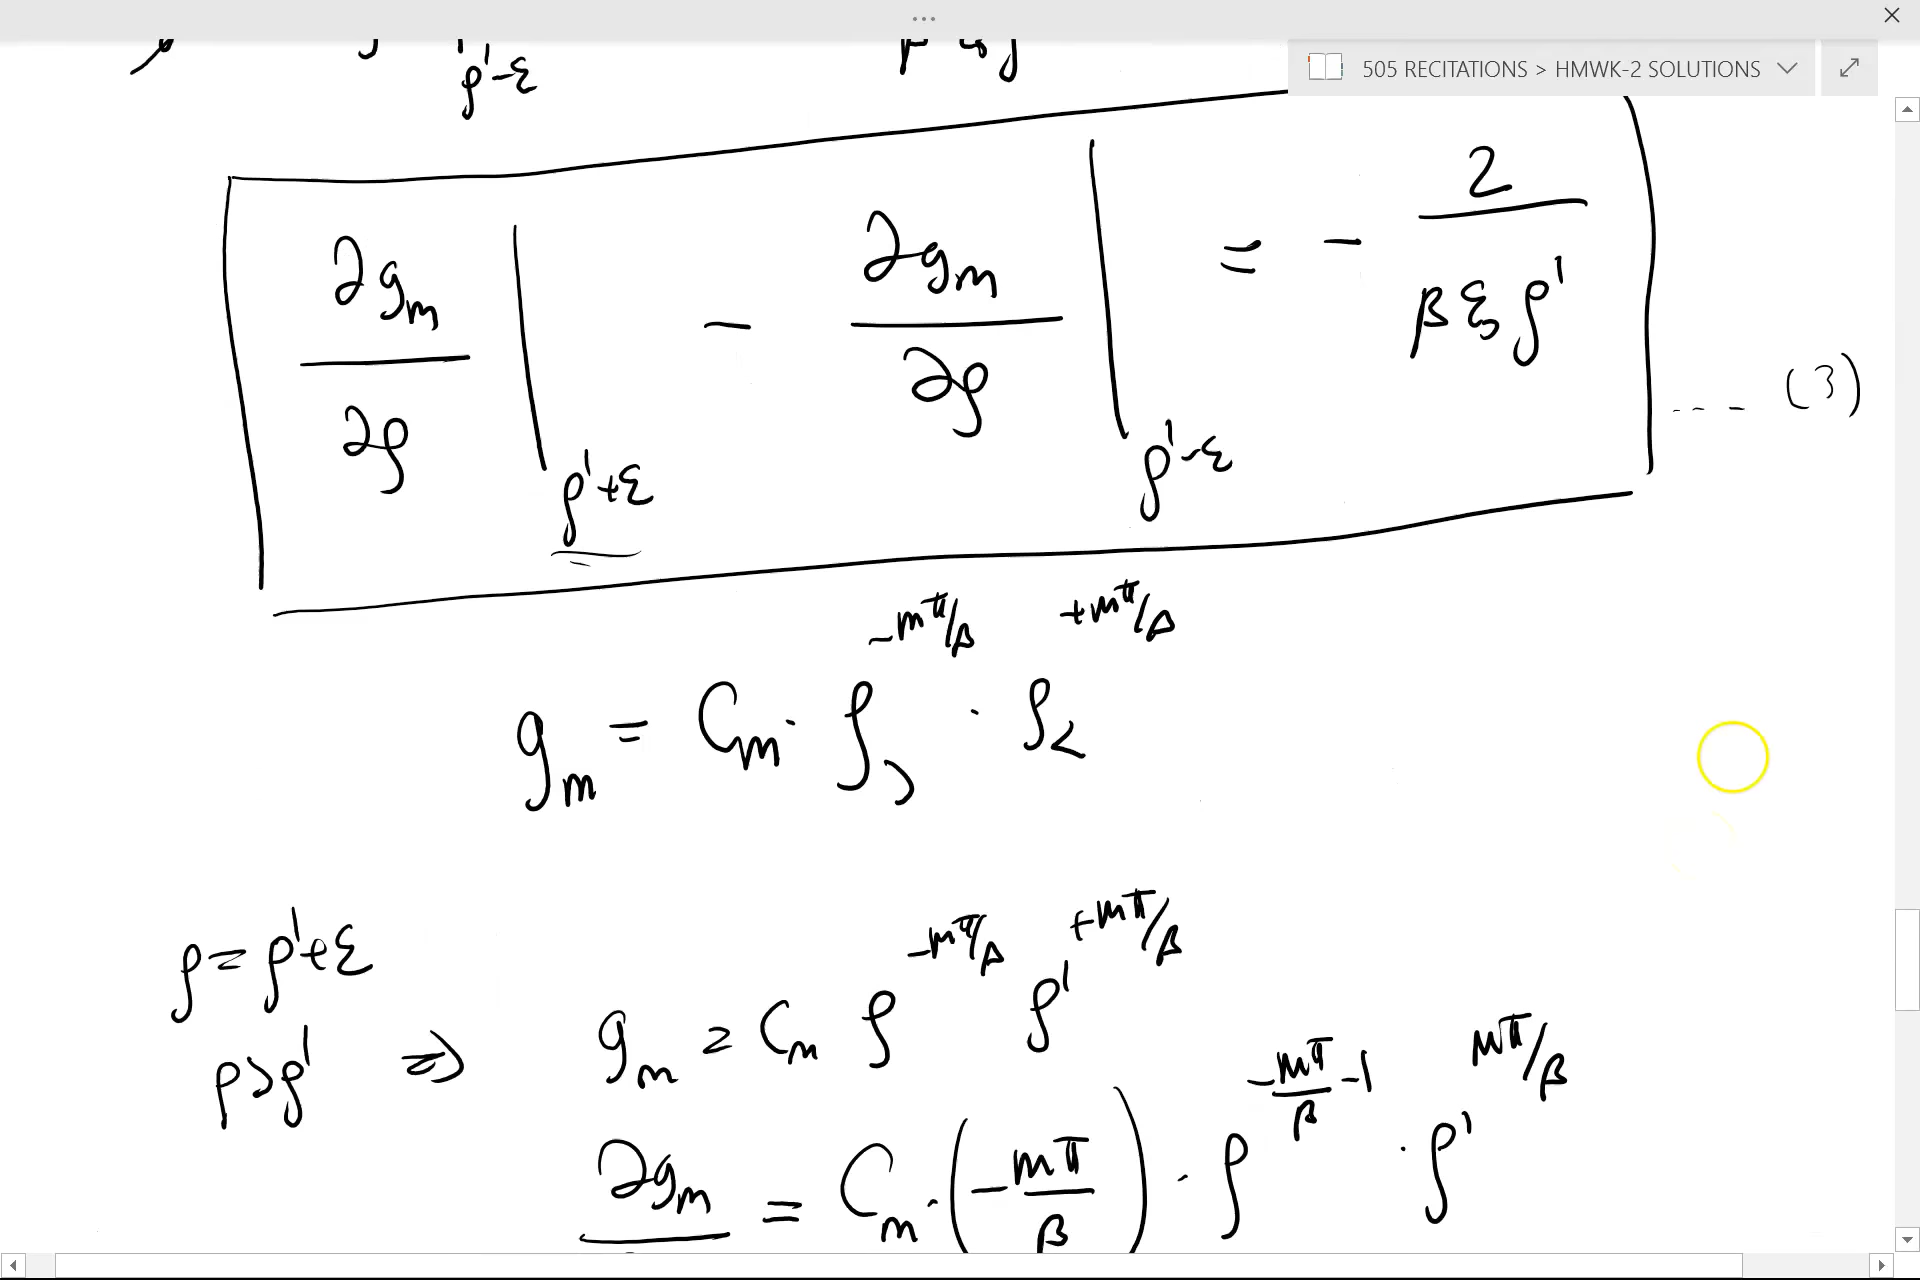 ρ'-ε
505 RECITATIONS > HMWK-2 SOLUTIONS
∂g_m/∂ρ |_{ρ'+ε} - ∂g_m/∂ρ |_{ρ'-ε} = - 2/(β ξ ρ') ---- (3)
g_m = C_m · ρ_>^{-mπ/β} · ρ_<^{+mπ/β}
ρ = ρ'+ε
ρ>ρ' ⇒ g_m = C_m ρ^{-mπ/β} ρ'^{+mπ/β}
∂g_m = C_m · (-mπ/β) · ρ^{-mπ/β -1} · ρ'^{mπ/β}